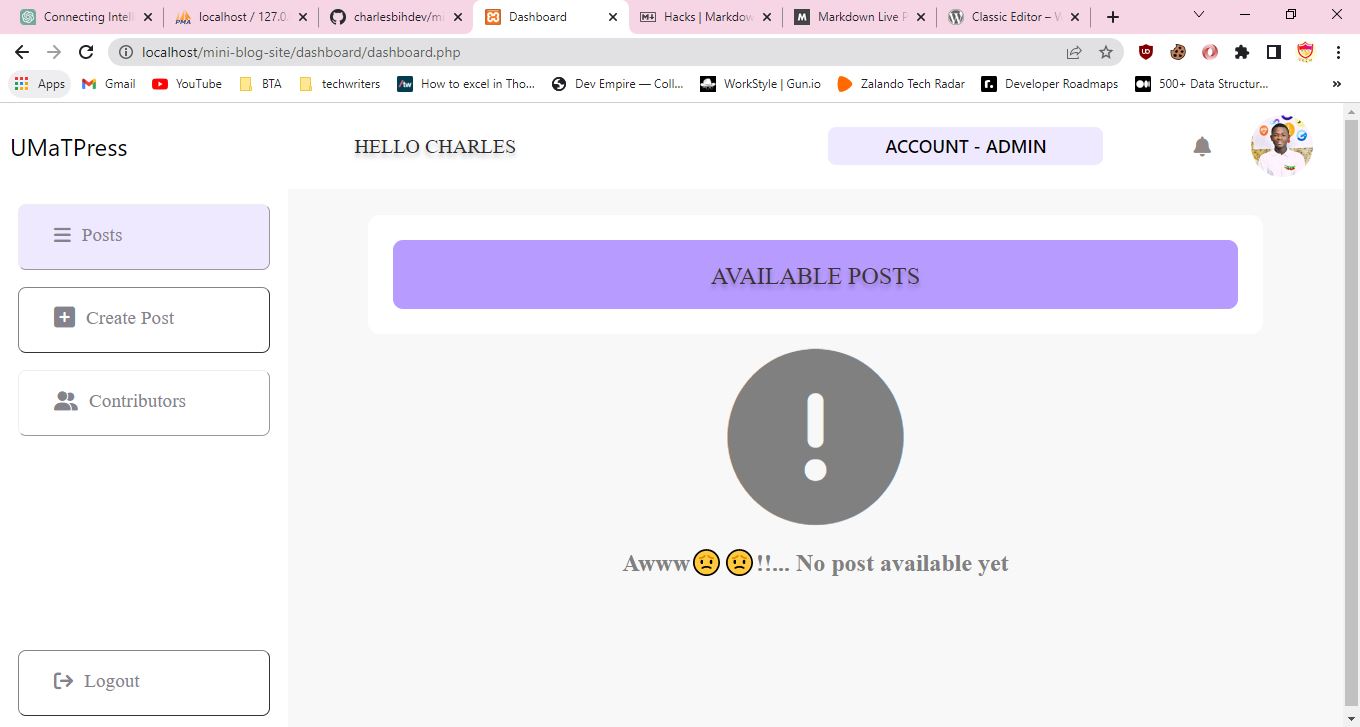 Connecting Intell
localhost / 127.0.
charlesbihdev/mi
Dashboard
Hacks | Markdow
Markdown Live P
Classic Editor – W
localhost/mini-blog-site/dashboard/dashboard.php
Apps
Gmail
YouTube
BTA
techwriters
How to excel in Tho...
Dev Empire — Coll...
WorkStyle | Gun.io
Zalando Tech Radar
Developer Roadmaps
500+ Data Structur...
UMaTPress
HELLO CHARLES
ACCOUNT - ADMIN
Posts
Create Post
Contributors
Logout
AVAILABLE POSTS
Awww😟😟!!... No post available yet